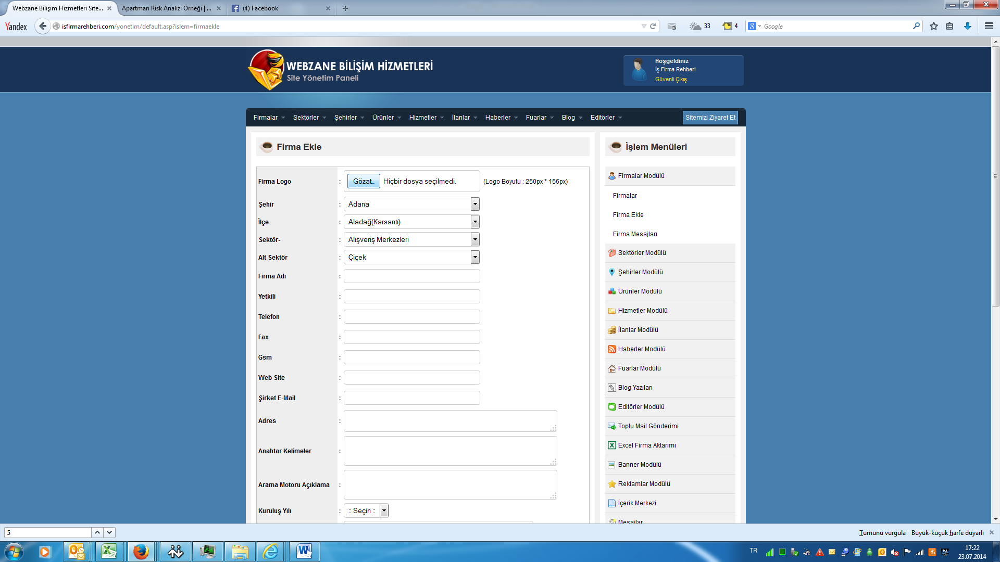 Webzane Bilişim Hizmetleri Site...
Apartman Risk Analizi Örneği | ...
(4) Facebook
Yandex
isfirmarehberi.com/yonetim/default.asp?islem=firmaekle
33
4
Google
WEBZANE BİLİŞİM HİZMETLERİ
Site Yönetim Paneli
Hoşgeldiniz
İş Firma Rehberi
Güvenli Çıkış
Firmalar
Sektörler
Şehirler
Ürünler
Hizmetler
İlanlar
Haberler
Fuarlar
Blog
Editörler
Sitemizi Ziyaret Et
Firma Ekle
Firma Logo
:
Gözat..
Hiçbir dosya seçilmedi.
(Logo Boyutu : 250px * 156px)
Şehir
:
Adana
İlçe
:
Aladağ(Karsantı)
Sektör-
:
Alışveriş Merkezleri
Alt Sektör
:
Çiçek
Firma Adı
:
Yetkili
:
Telefon
:
Fax
:
Gsm
:
Web Site
:
Şirket E-Mail
:
Adres
:
Anahtar Kelimeler
:
Arama Motoru Açıklama
:
Kuruluş Yılı
:
:: Seçin ::
İşlem Menüleri
Firmalar Modülü
Firmalar
Firma Ekle
Firma Mesajları
Sektörler Modülü
Şehirler Modülü
Ürünler Modülü
Hizmetler Modülü
İlanlar Modülü
Haberler Modülü
Fuarlar Modülü
Blog Yazıları
Editörler Modülü
Toplu Mail Gönderimi
Excel Firma Aktarımı
Banner Modülü
Reklamlar Modülü
İçerik Merkezi
Mesajlar
5
Tümünü vurgula
Büyük-küçük harfe duyarlı
TR
17:22
23.07.2014